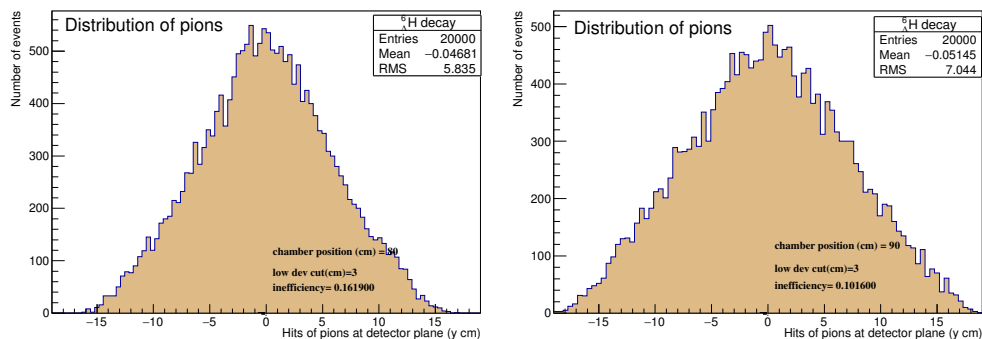 Distribution of pions
⁶ΛH decay
Entries 20000
Mean −0.04681
RMS 5.835
Number of events
500
400
300
200
100
0
chamber position (cm) = 80
low dev cut(cm)=3
inefficiency= 0.161900
−15 −10 −5 0 5 10 15
Hits of pions at detector plane (y cm)
Distribution of pions
⁶ΛH decay
Entries 20000
Mean −0.05145
RMS 7.044
Number of events
500
400
300
200
100
0
chamber position (cm) = 90
low dev cut(cm)=3
inefficiency= 0.101600
−15 −10 −5 0 5 10 15
Hits of pions at detector plane (y cm)